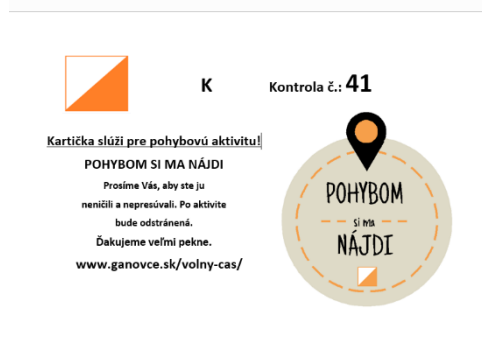 K
Kontrola č.: 41
Kartička slúži pre pohybovú aktivitu!
POHYBOM SI MA NÁJDI
Prosíme Vás, aby ste ju
neničili a nepresúvali. Po aktivite
bude odstránená.
Ďakujeme veľmi pekne.
www.ganovce.sk/volny-cas/
POHYBOM
si ma
NÁJDI